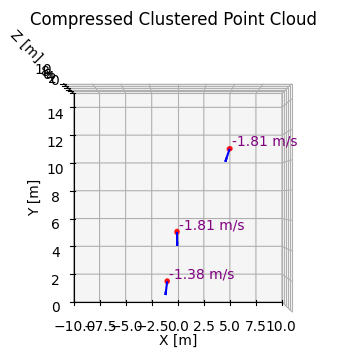 Compressed Clustered Point Cloud
Z [m]
14
12
10
8
6
4
2
0
Y [m]
-1.81 m/s
-1.81 m/s
-1.38 m/s
−10.0 −7.5 −5.0 −2.5 0.0 2.5 5.0 7.5 10.0
X [m]